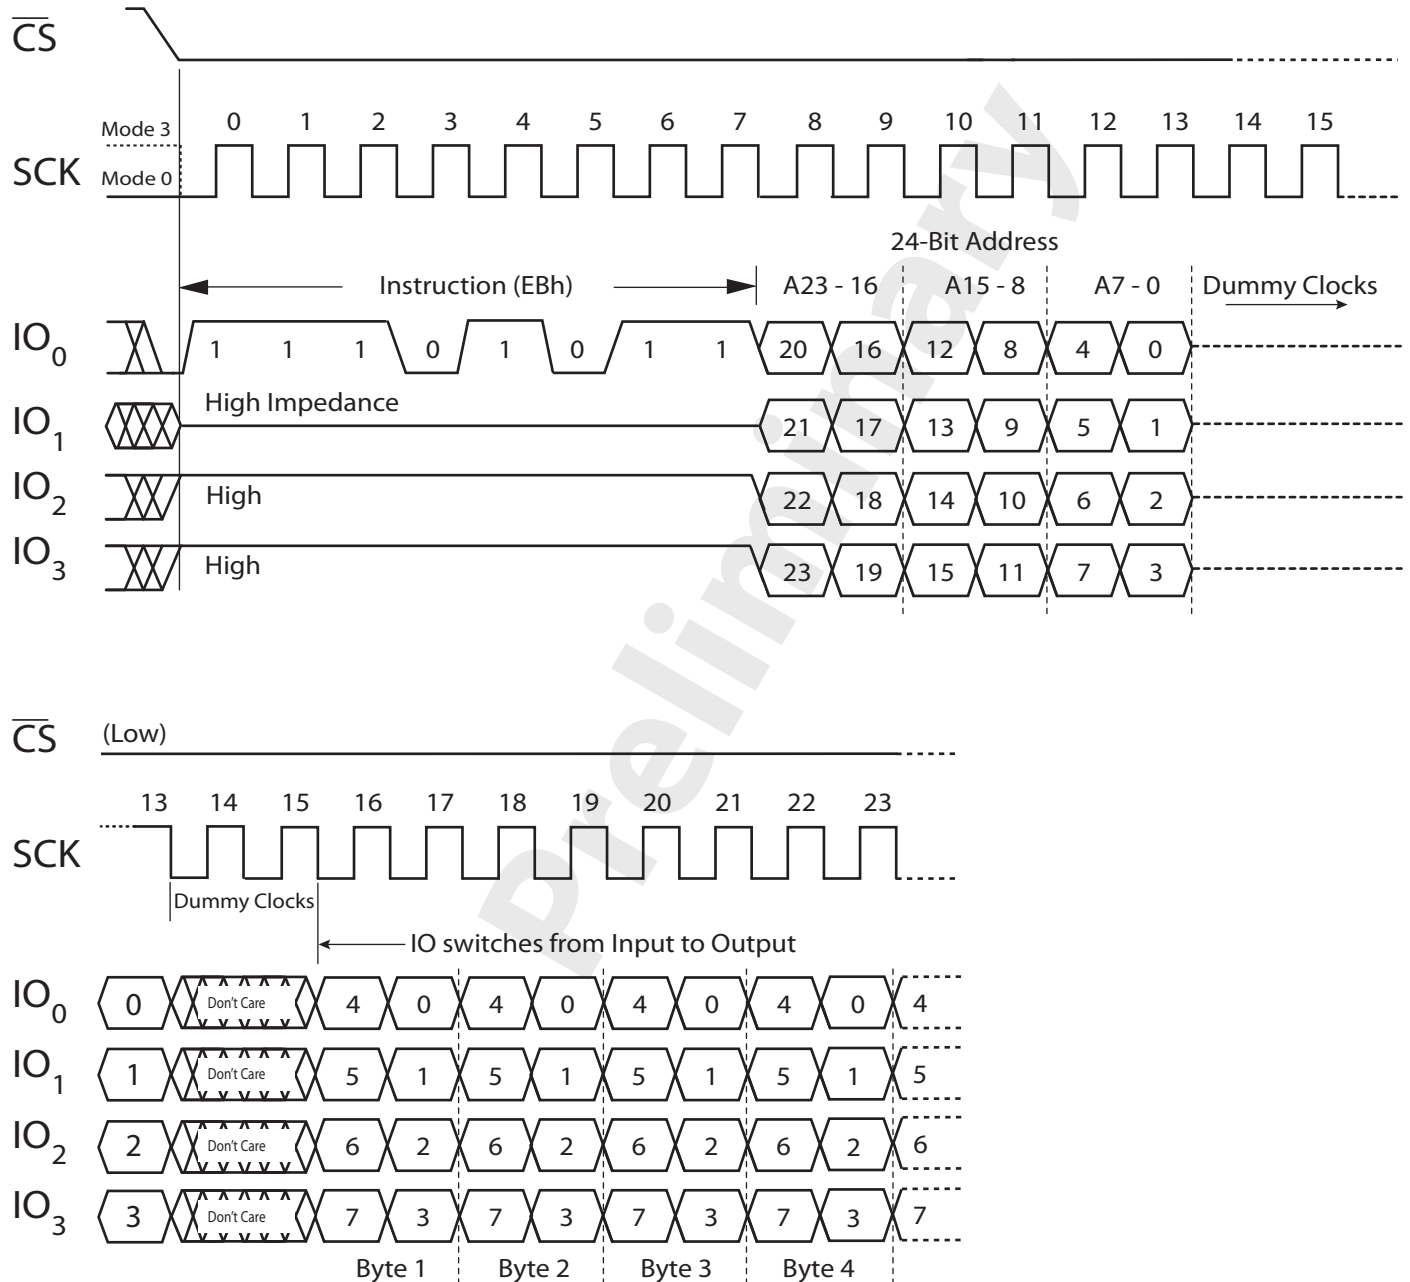 CS
Mode 3
0 1 2 3 4 5 6 7 8 9 10 11 12 13 14 15
SCK
Mode 0
24-Bit Address
Instruction (EBh) A23 - 16 A15 - 8 A7 - 0 Dummy Clocks
IO0 1 1 1 0 1 0 1 1 20 16 12 8 4 0
High Impedance
IO1 21 17 13 9 5 1
IO2 High 22 18 14 10 6 2
IO3 High 23 19 15 11 7 3
Preliminary
CS (Low)
13 14 15 16 17 18 19 20 21 22 23
SCK
Dummy Clocks
IO switches from Input to Output
IO0 0 Don't Care 4 0 4 0 4 0 4 0 4
IO1 1 Don't Care 5 1 5 1 5 1 5 1 5
IO2 2 Don't Care 6 2 6 2 6 2 6 2 6
IO3 3 Don't Care 7 3 7 3 7 3 7 3 7
Byte 1 Byte 2 Byte 3 Byte 4